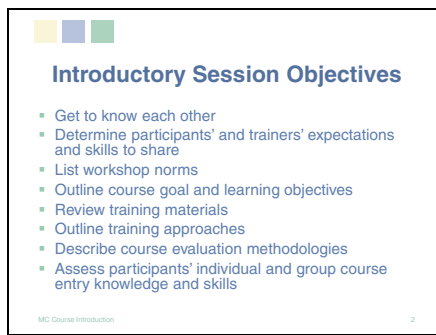 Introductory Session Objectives
▪ Get to know each other
▪ Determine participants' and trainers' expectations
and skills to share
▪ List workshop norms
▪ Outline course goal and learning objectives
▪ Review training materials
▪ Outline training approaches
▪ Describe course evaluation methodologies
▪ Assess participants' individual and group course
entry knowledge and skills
MC Course Introduction 2